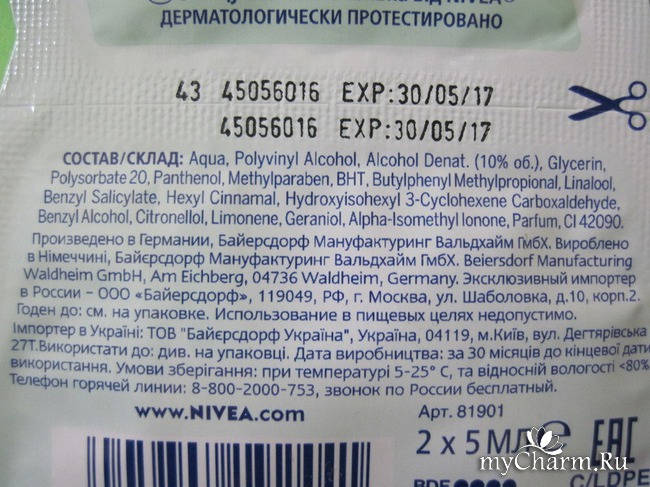 ВІД NIVEA®
ДЕРМАТОЛОГИЧЕСКИ ПРОТЕСТИРОВАНО
43 45056016 EXP:30/05/17
45056016 EXP:30/05/17
СОСТАВ/СКЛАД: Aqua, Polyvinyl Alcohol, Alcohol Denat. (10% об.), Glycerin,
Polysorbate 20, Panthenol, Methylparaben, BHT, Butylphenyl Methylpropional, Linalool,
Benzyl Salicylate, Hexyl Cinnamal, Hydroxyisohexyl 3-Cyclohexene Carboxaldehyde,
Benzyl Alcohol, Citronellol, Limonene, Geraniol, Alpha-Isomethyl Ionone, Parfum, CI 42090.
Произведено в Германии, Байерсдорф Мануфактуринг Вальдхайм ГмбХ. Вироблено
в Німеччині, Байєрсдорф Мануфактуринг Вальдхайм ГмбХ. Beiersdorf Manufacturing
Waldheim GmbH, Am Eichberg, 04736 Waldheim, Germany. Эксклюзивный импортер
в России – ООО «Байерсдорф», 119049, РФ, г. Москва, ул. Шаболовка, д.10, корп.2.
Годен до: см. на упаковке. Использование в пищевых целях недопустимо.
Імпортер в Україні: ТОВ "Байєрсдорф Україна", Україна, 04119, м.Київ, вул. Дегтярівська
27Т.Використати до: див. на упаковці. Дата виробництва: за 30 місяців до кінцевої дати
використання. Умови зберігання: при температурі 5-25° С, та відносній вологості <80%
Телефон горячей линии: 8-800-2000-753, звонок по России бесплатный.
www.NIVEA.com
Арт. 81901
2 x 5 МЛ ℮ EAC
myCharm.Ru
BDF C/LDPE